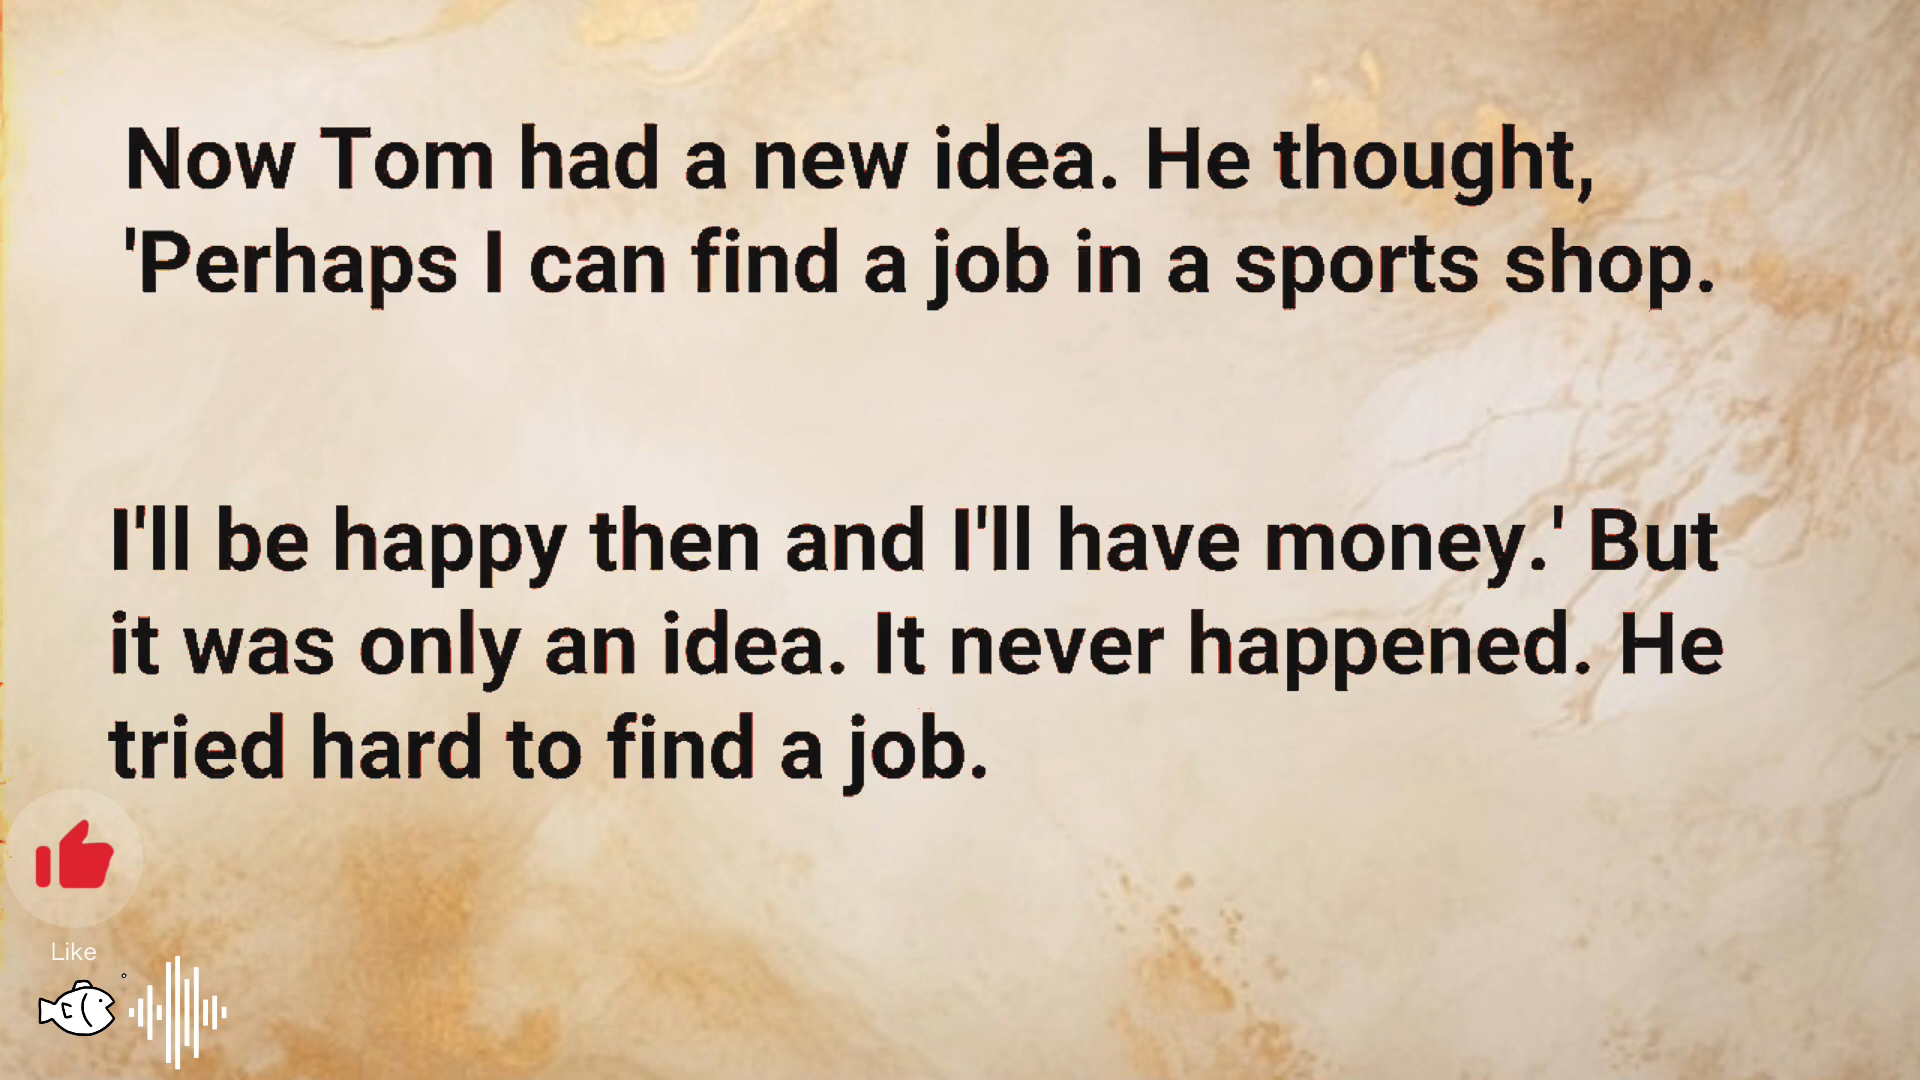 Now Tom had a new idea. He thought,
'Perhaps I can find a job in a sports shop.
I'll be happy then and I'll have money.' But
it was only an idea. It never happened. He
tried hard to find a job.
Like